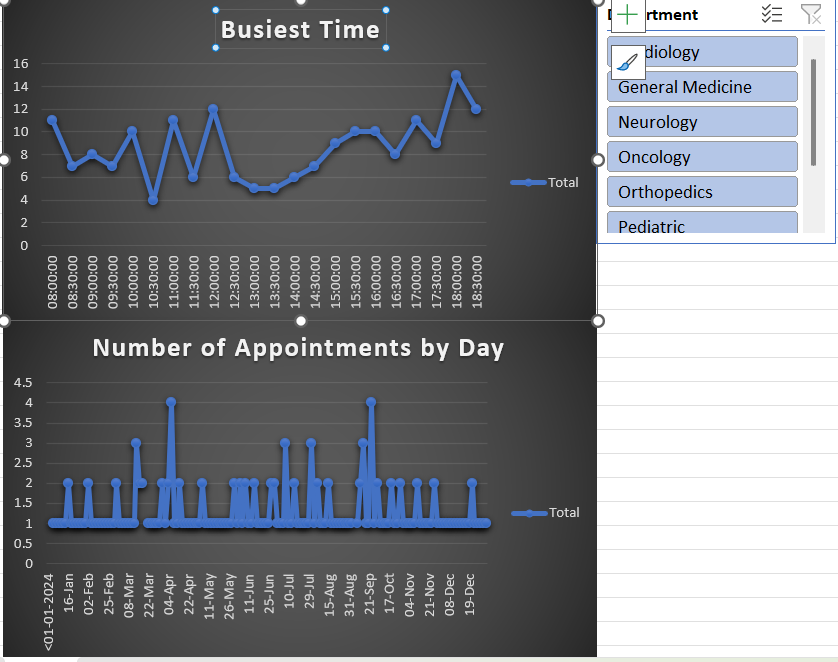 Busiest Time
16
14
12
10
8
6
4
2
0
08:00:00
08:30:00
09:00:00
09:30:00
10:00:00
10:30:00
11:00:00
11:30:00
12:00:00
12:30:00
13:00:00
13:30:00
14:00:00
14:30:00
15:00:00
15:30:00
16:00:00
16:30:00
17:00:00
17:30:00
18:00:00
18:30:00
Total
rtment
diology
General Medicine
Neurology
Oncology
Orthopedics
Pediatric
Number of Appointments by Day
4.5
4
3.5
3
2.5
2
1.5
1
0.5
0
<01-01-2024
16-Jan
02-Feb
25-Feb
08-Mar
22-Mar
04-Apr
22-Apr
11-May
26-May
11-Jun
25-Jun
10-Jul
29-Jul
15-Aug
31-Aug
21-Sep
17-Oct
04-Nov
21-Nov
08-Dec
19-Dec
Total